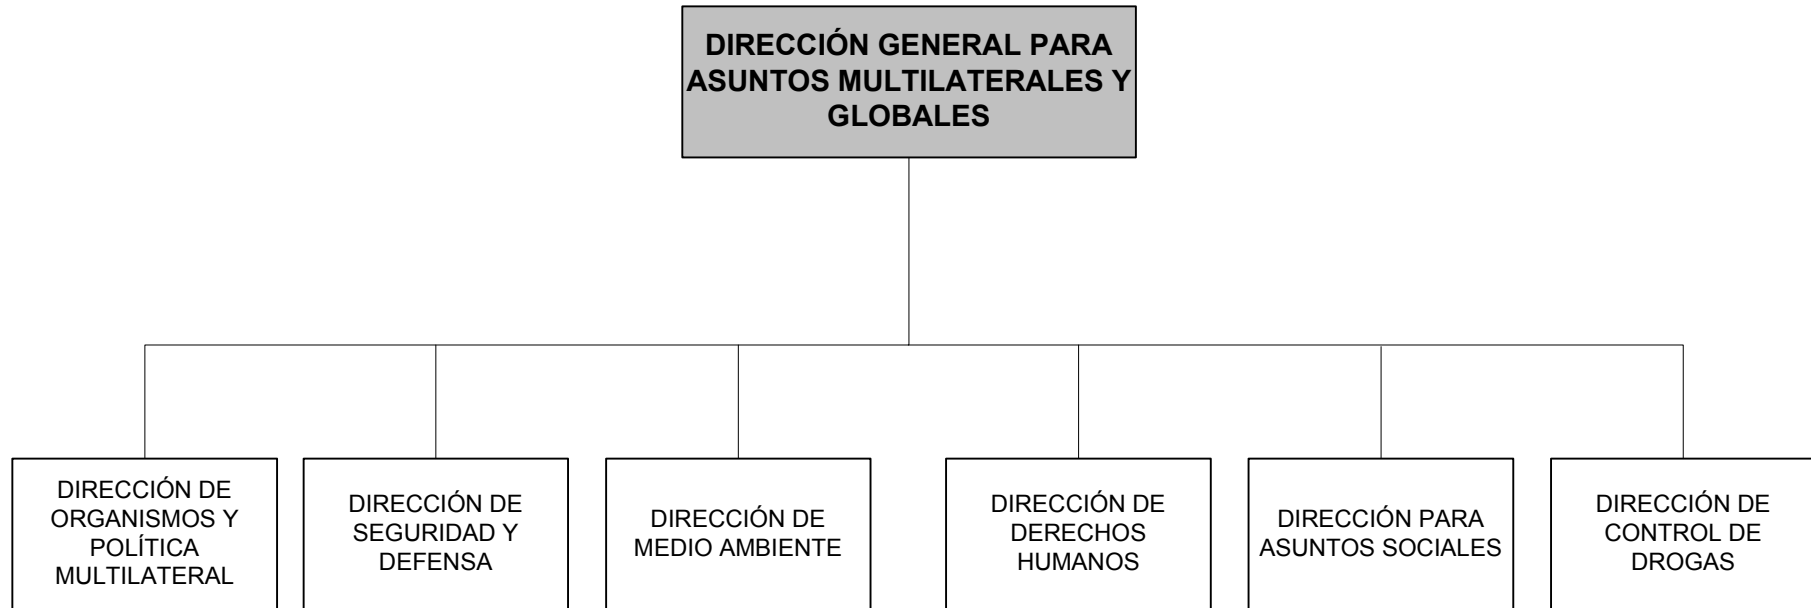 DIRECCIÓN GENERAL PARA
ASUNTOS MULTILATERALES Y
GLOBALES
DIRECCIÓN DE
ORGANISMOS Y
POLÍTICA
MULTILATERAL
DIRECCIÓN DE
SEGURIDAD Y
DEFENSA
DIRECCIÓN DE
MEDIO AMBIENTE
DIRECCIÓN DE
DERECHOS
HUMANOS
DIRECCIÓN PARA
ASUNTOS SOCIALES
DIRECCIÓN DE
CONTROL DE
DROGAS